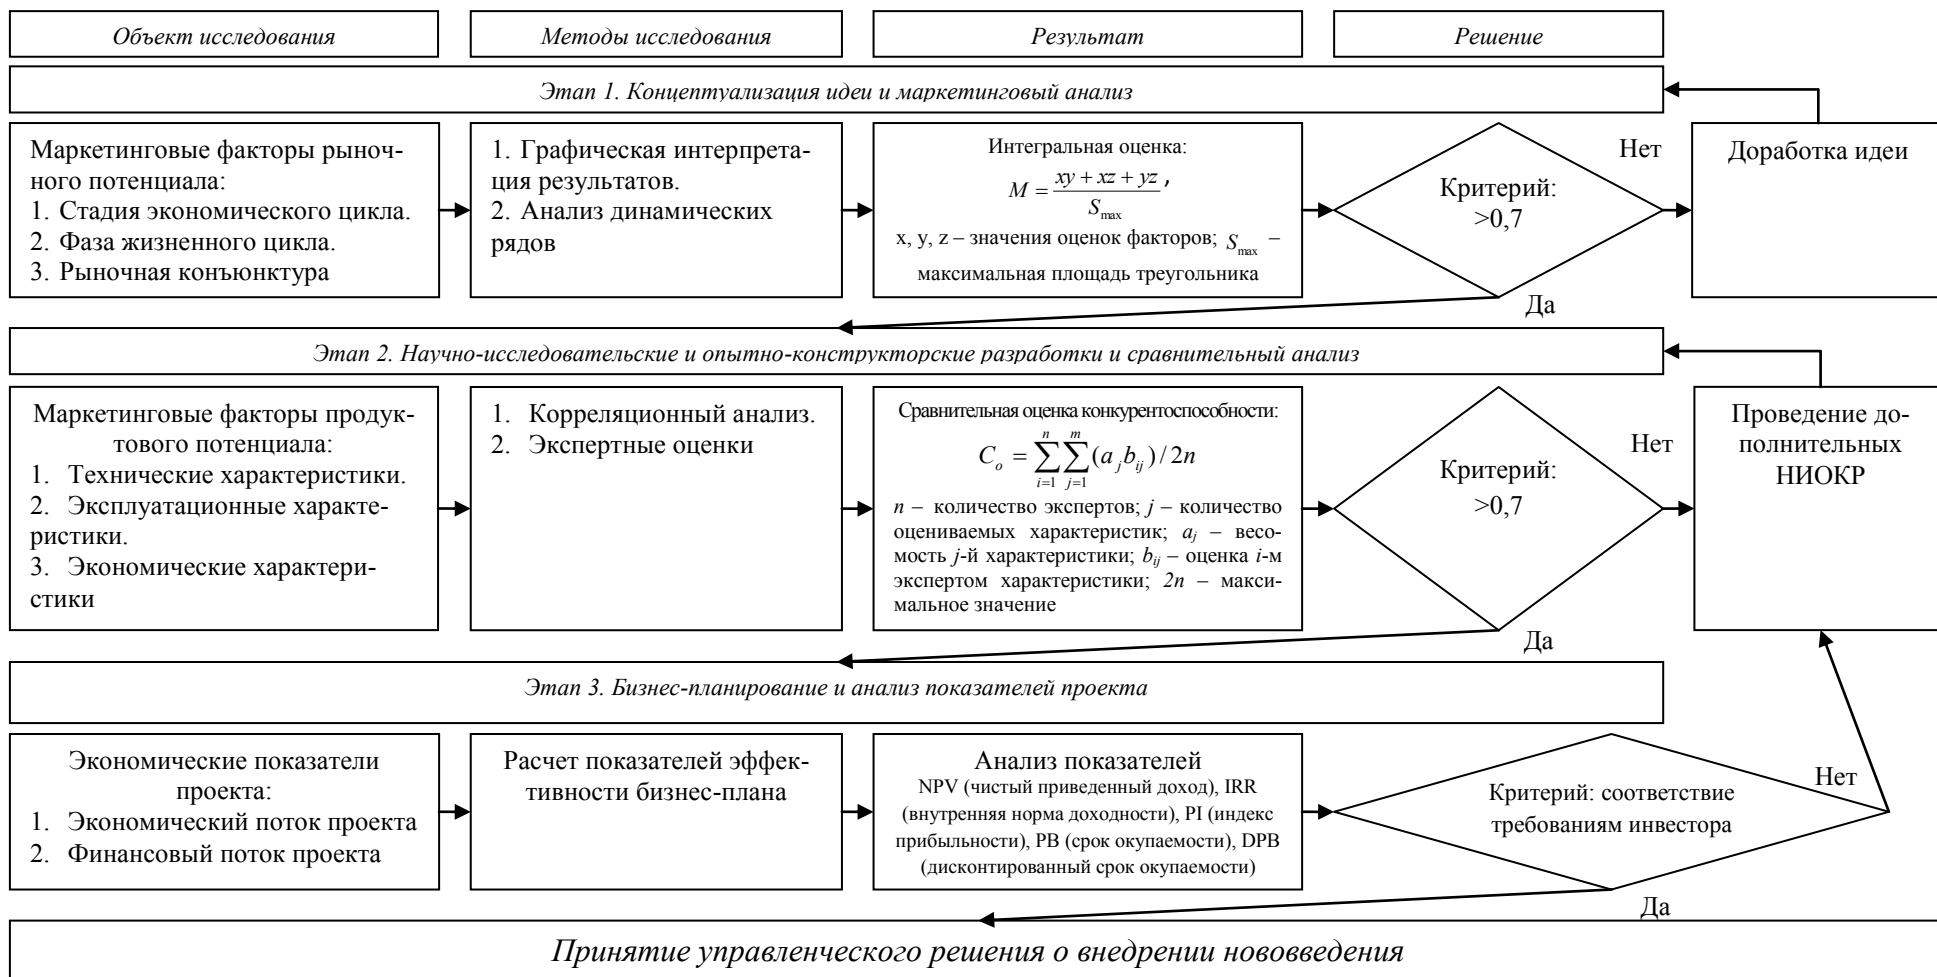 Объект исследования
Методы исследования
Результат
Решение
Этап 1. Концептуализация идеи и маркетинговый анализ
Маркетинговые факторы рыноч-
ного потенциала:
1. Стадия экономического цикла.
2. Фаза жизненного цикла.
3. Рыночная конъюнктура
1. Графическая интерпрета-
ция результатов.
2. Анализ динамических
рядов
Интегральная оценка:
M = (xy + xz + yz) / S_max,
x, y, z – значения оценок факторов; S_max –
максимальная площадь треугольника
Критерий:
>0,7
Нет
Да
Доработка идеи
Этап 2. Научно-исследовательские и опытно-конструкторские разработки и сравнительный анализ
Маркетинговые факторы продук-
тового потенциала:
1. Технические характеристики.
2. Эксплуатационные характе-
ристики.
3. Экономические характери-
стики
1. Корреляционный анализ.
2. Экспертные оценки
Сравнительная оценка конкурентоспособности:
C_o = ∑_{i=1}^{n} ∑_{j=1}^{m} (a_j b_ij) / 2n
n – количество экспертов; j – количество
оцениваемых характеристик; a_j – весо-
мость j-й характеристики; b_ij – оценка i-м
экспертом характеристики; 2n – макси-
мальное значение
Критерий:
>0,7
Нет
Да
Проведение до-
полнительных
НИОКР
Этап 3. Бизнес-планирование и анализ показателей проекта
Экономические показатели
проекта:
1. Экономический поток проекта
2. Финансовый поток проекта
Расчет показателей эффек-
тивности бизнес-плана
Анализ показателей
NPV (чистый приведенный доход), IRR
(внутренняя норма доходности), PI (индекс
прибыльности), PB (срок окупаемости), DPB
(дисконтированный срок окупаемости)
Критерий: соответствие
требованиям инвестора
Нет
Да
Принятие управленческого решения о внедрении нововведения